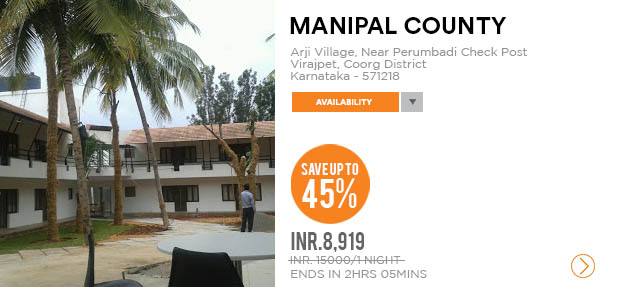 MANIPAL COUNTY
Arji Village, Near Perumbadi Check Post
Virajpet, Coorg District
Karnataka - 571218
AVAILABILITY
SAVE UP TO
45%
INR.8,919
INR. 15000/1 NIGHT
ENDS IN 2HRS 05MINS